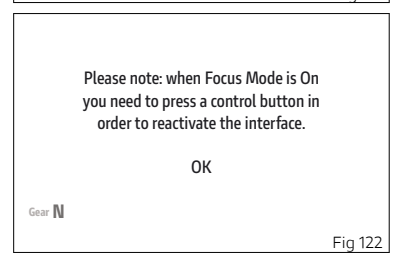 Please note: when Focus Mode is On
you need to press a control button in
order to reactivate the interface.
OK
Gear N
Fig 122